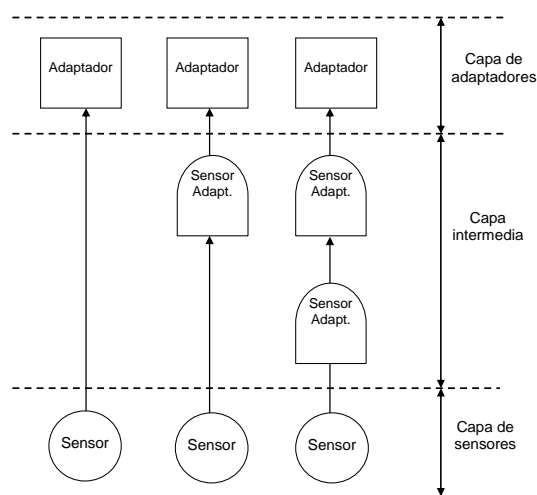 Adaptador
Adaptador
Adaptador
Capa de
adaptadores
Sensor
Adapt.
Sensor
Adapt.
Capa
intermedia
Sensor
Adapt.
Sensor
Sensor
Sensor
Capa de
sensores